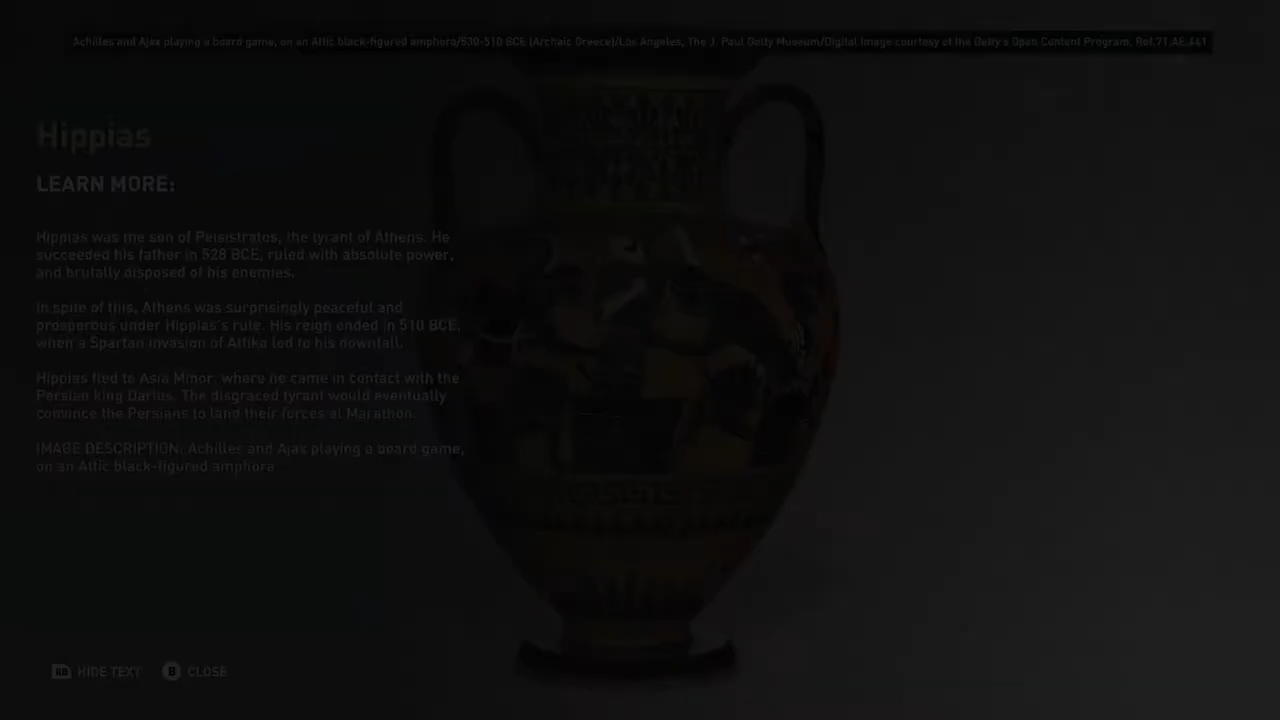 Achilles and Ajax playing a board game, on an Attic black-figured amphora/530-510 BCE (Archaic Greece)/Los Angeles, The J. Paul Getty Museum/Digital Image courtesy of the Getty's Open Content Program, Ref.71.AE.441
Hippias
LEARN MORE:
Hippias was the son of Peisistratos, the tyrant of Athens. He
succeeded his father in 528 BCE, ruled with absolute power,
and brutally disposed of his enemies.
In spite of this, Athens was surprisingly peaceful and
prosperous under Hippias's rule. His reign ended in 510 BCE,
when a Spartan invasion of Attika led to his downfall.
Hippias fled to Asia Minor, where he came in contact with the
Persian king Darius. The disgraced tyrant would eventually
convince the Persians to land their forces at Marathon.
IMAGE DESCRIPTION: Achilles and Ajax playing a board game,
on an Attic black-figured amphora
RB HIDE TEXT B CLOSE